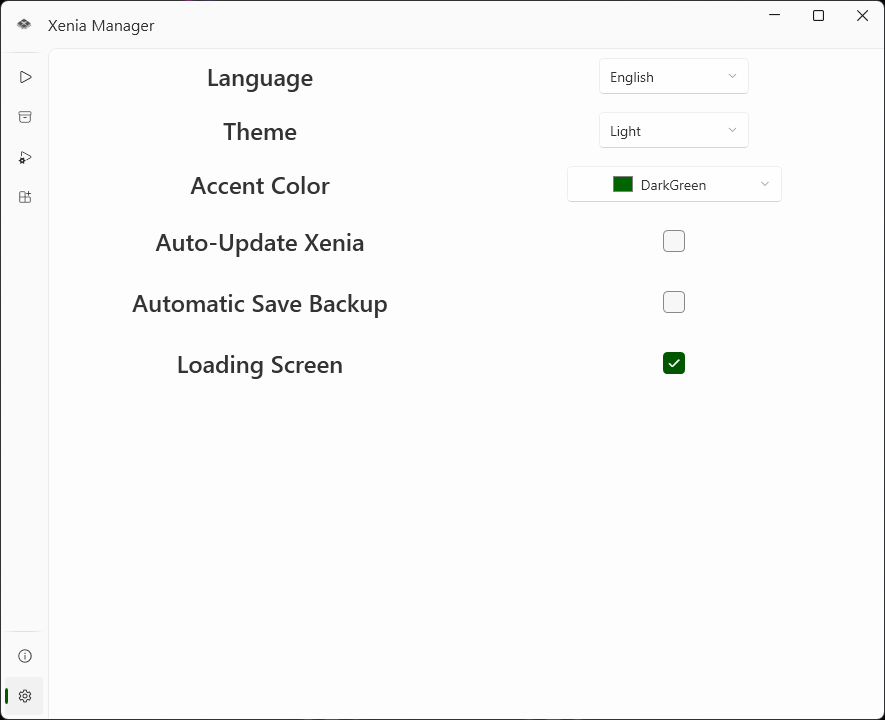 Xenia Manager
Language
English
Theme
Light
Accent Color
DarkGreen
Auto-Update Xenia
Automatic Save Backup
Loading Screen